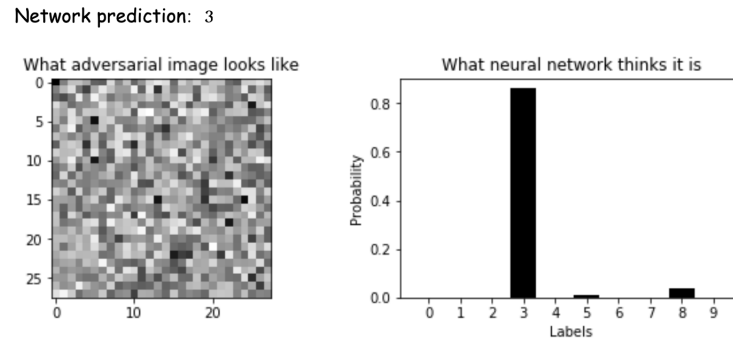 Network prediction: 3
What adversarial image looks like
0
5
10
15
20
25
0 10 20
What neural network thinks it is
Probability
0.8
0.6
0.4
0.2
0.0
0 1 2 3 4 5 6 7 8 9
Labels